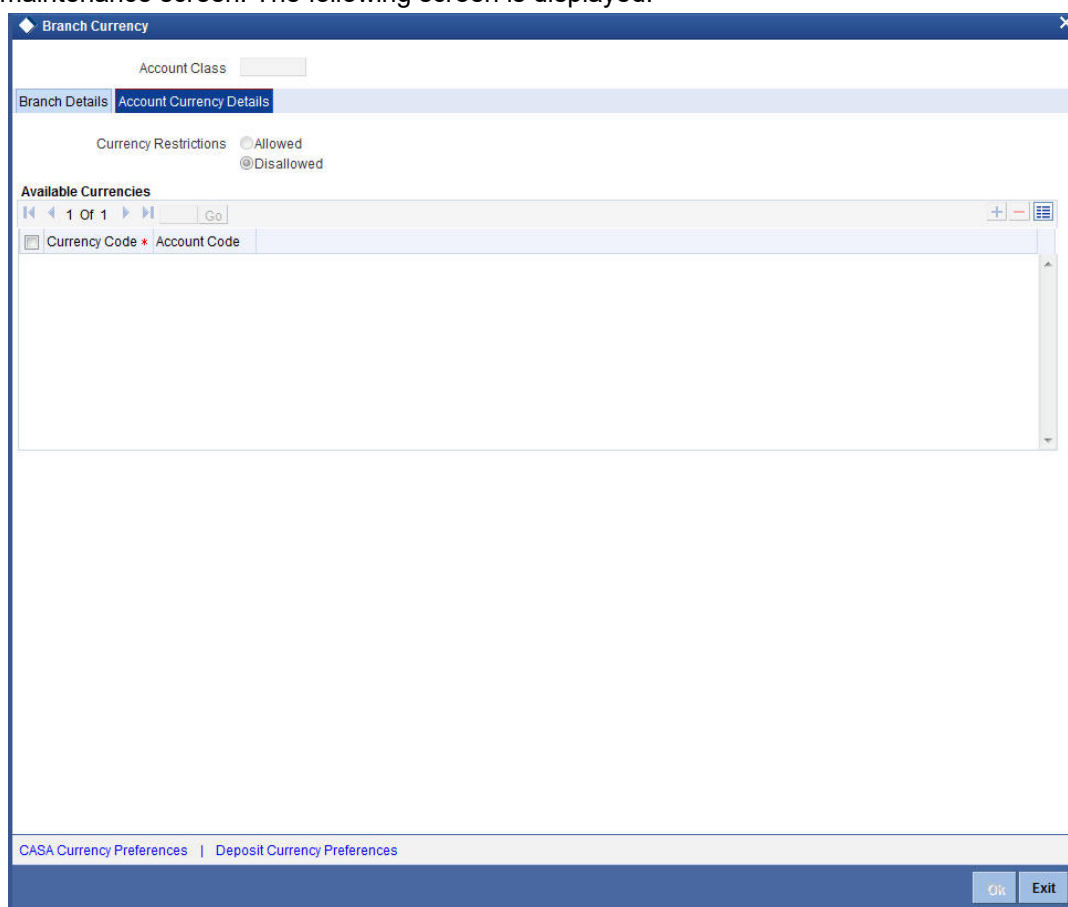 maintenance screen. The following screen is displayed:
Branch Currency
Account Class
Branch Details Account Currency Details
Currency Restrictions Allowed
Disallowed
Available Currencies
1 Of 1 Go
Currency Code * Account Code
CASA Currency Preferences | Deposit Currency Preferences
Ok Exit